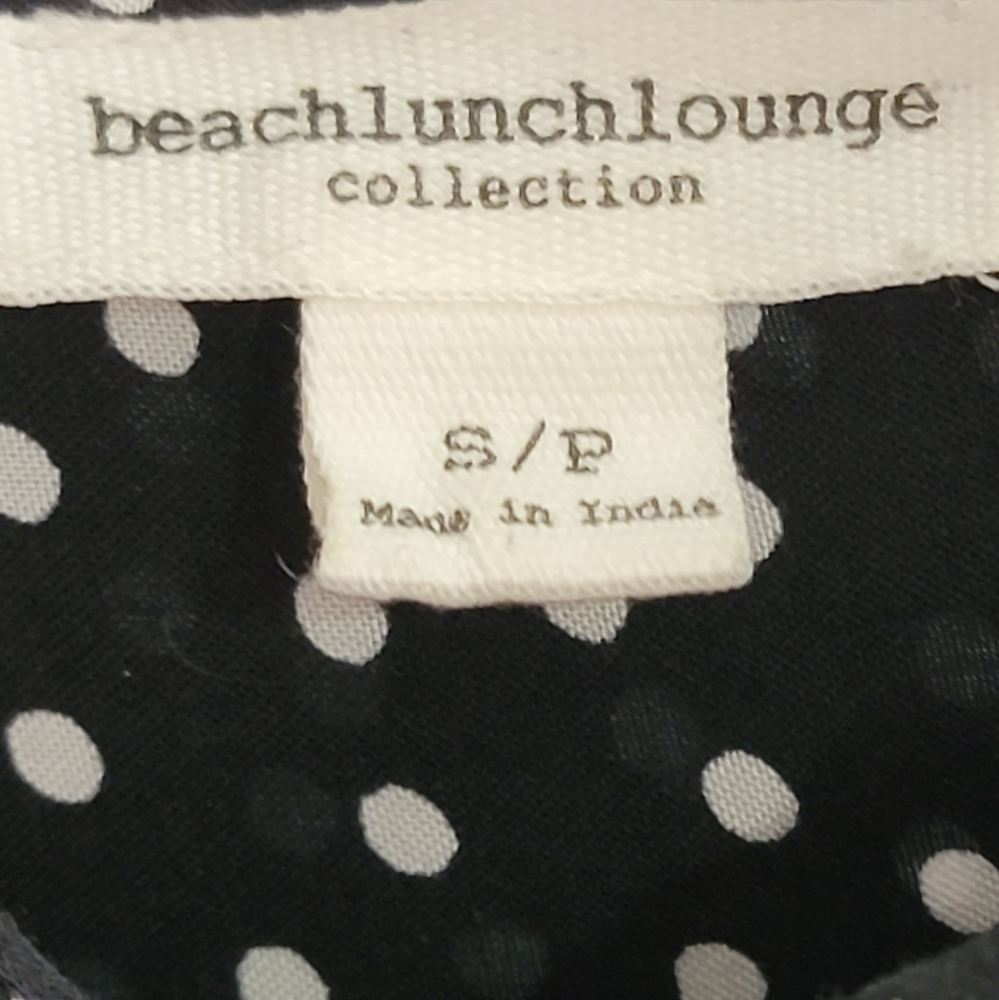 beachlunchlounge
collection
S/P
Made in India